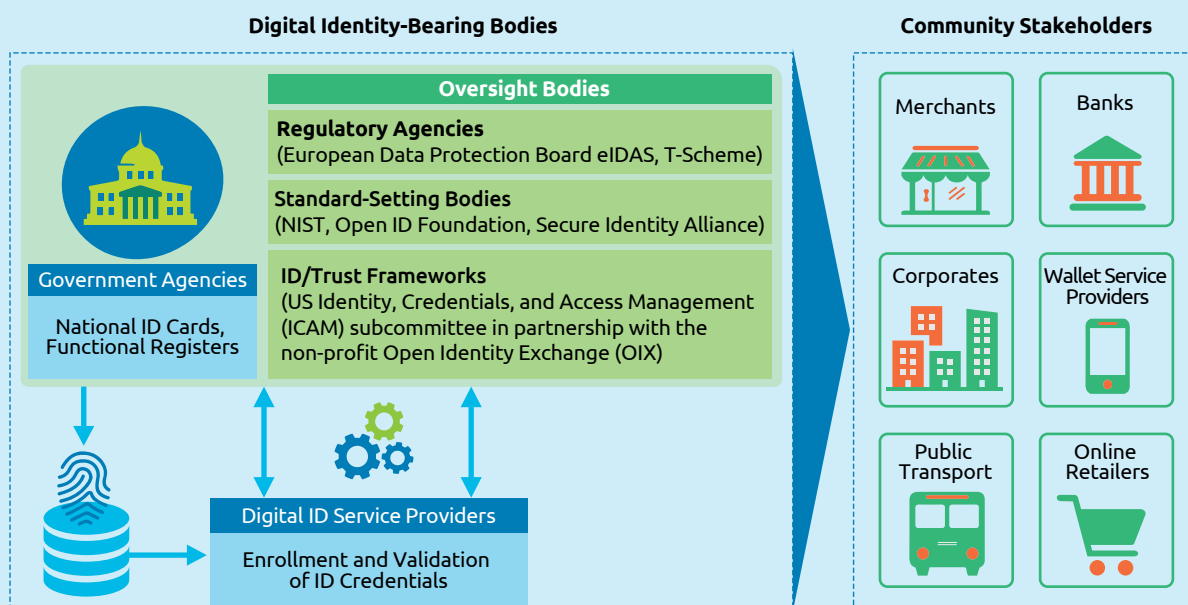 Digital Identity-Bearing Bodies
Oversight Bodies
Regulatory Agencies
(European Data Protection Board eIDAS, T-Scheme)
Standard-Setting Bodies
(NIST, Open ID Foundation, Secure Identity Alliance)
Government Agencies
National ID Cards,
Functional Registers
ID/Trust Frameworks
(US Identity, Credentials, and Access Management
(ICAM) subcommittee in partnership with the
non-profit Open Identity Exchange (OIX)
Digital ID Service Providers
Enrollment and Validation
of ID Credentials
Community Stakeholders
Merchants
Banks
Corporates
Wallet Service
Providers
Public
Transport
Online
Retailers